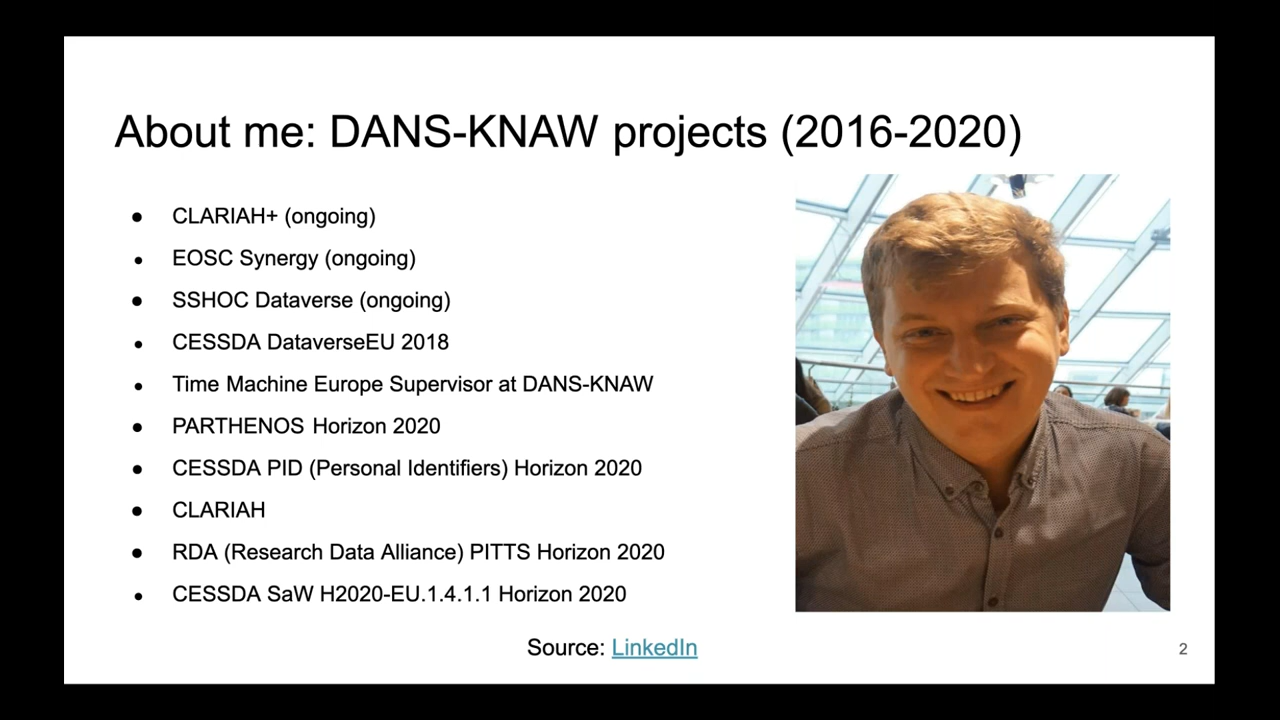 About me: DANS-KNAW projects (2016-2020)
● CLARIAH+ (ongoing)
● EOSC Synergy (ongoing)
● SSHOC Dataverse (ongoing)
● CESSDA DataverseEU 2018
● Time Machine Europe Supervisor at DANS-KNAW
● PARTHENOS Horizon 2020
● CESSDA PID (Personal Identifiers) Horizon 2020
● CLARIAH
● RDA (Research Data Alliance) PITTS Horizon 2020
● CESSDA SaW H2020-EU.1.4.1.1 Horizon 2020
Source: LinkedIn
2